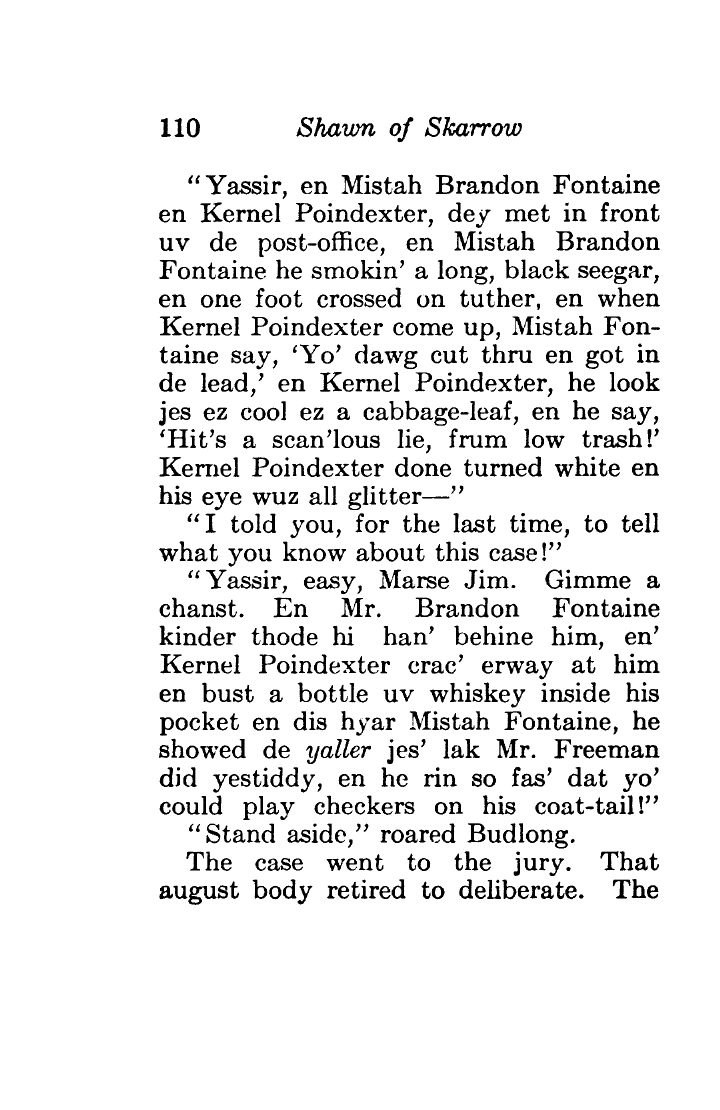 110 Shawn of Skarrow
“Yassir, en Mistah Brandon Fontaine
en Kernel Poindexter, dey met in front
uv de post-office, en Mistah Brandon
Fontaine he smokin’ a long, black seegar,
en one foot crossed on tuther, en when
Kernel Poindexter come up, Mistah Fon-
taine say, ‘Yo’ dawg cut thru en got in
de lead,’ en Kernel Poindexter, he look
jes ez cool ez a cabbage-leaf, en he say,
‘Hit’s a scan’lous lie, frum low trash!’
Kernel Poindexter done turned white en
his eye wuz all glitter—”
“I told you, for the last time, to tell
what you know about this case!”
“Yassir, easy, Marse Jim. Gimme a
chanst. En Mr. Brandon Fontaine
kinder thode hi han’ behine him, en’
Kernel Poindexter crac’ erway at him
en bust a bottle uv whiskey inside his
pocket en dis hyar Mistah Fontaine, he
showed de yaller jes’ lak Mr. Freeman
did yestiddy, en he rin so fas’ dat yo’
could play checkers on his coat-tail!”
“Stand aside,” roared Budlong.
The case went to the jury. That
august body retired to deliberate. The